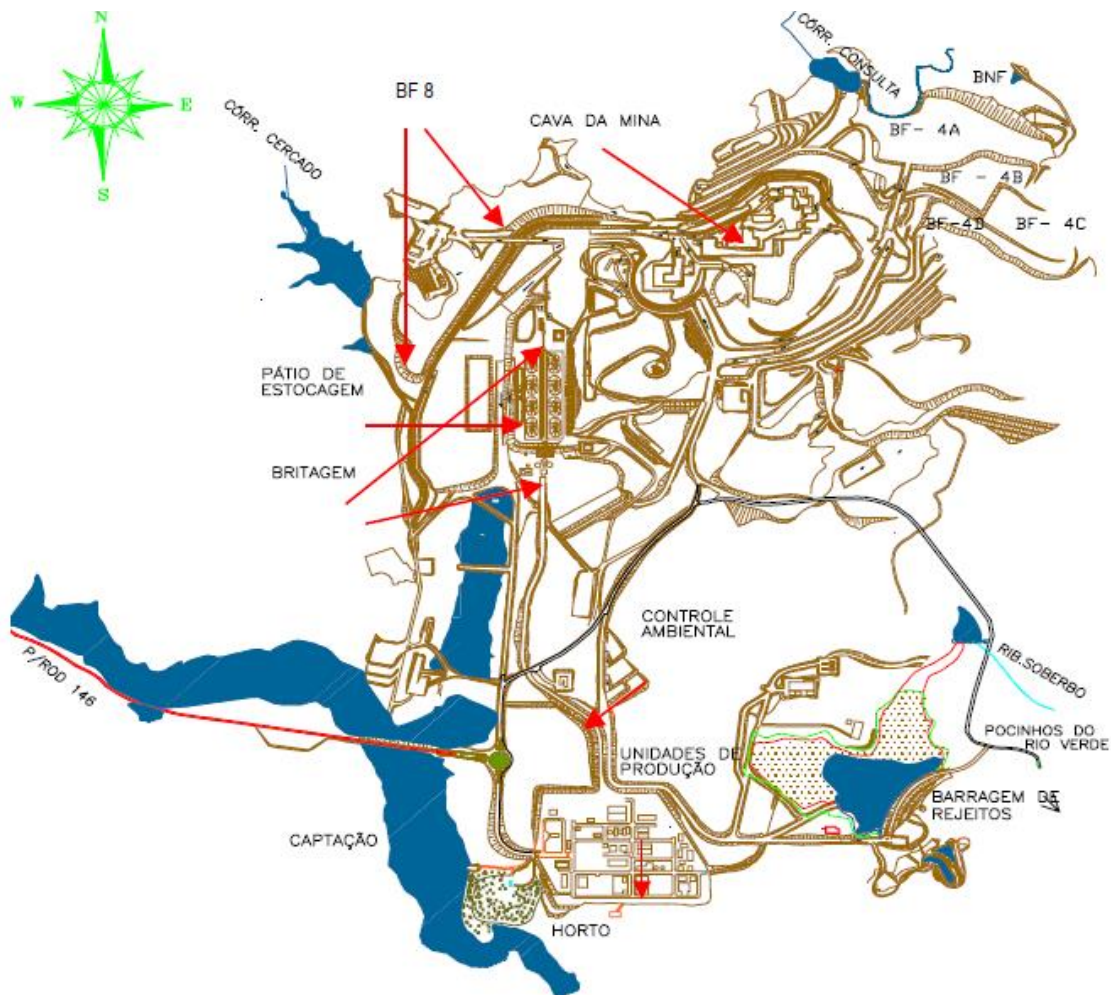 N
W
E
S
BF 8
CÓRR. CERCADO
CAVA DA MINA
CÓRR. CONSULTA
BNF
BF- 4A
BF - 4B
BF-4D
BF- 4C
PÁTIO DE
ESTOCAGEM
BRITAGEM
CONTROLE
AMBIENTAL
P/ROD 146
RIB.SOBERBO
UNIDADES DE
PRODUÇÃO
POCINHOS DO
RIO VERDE
BARRAGEM DE
REJEITOS
CAPTAÇÃO
HORTO